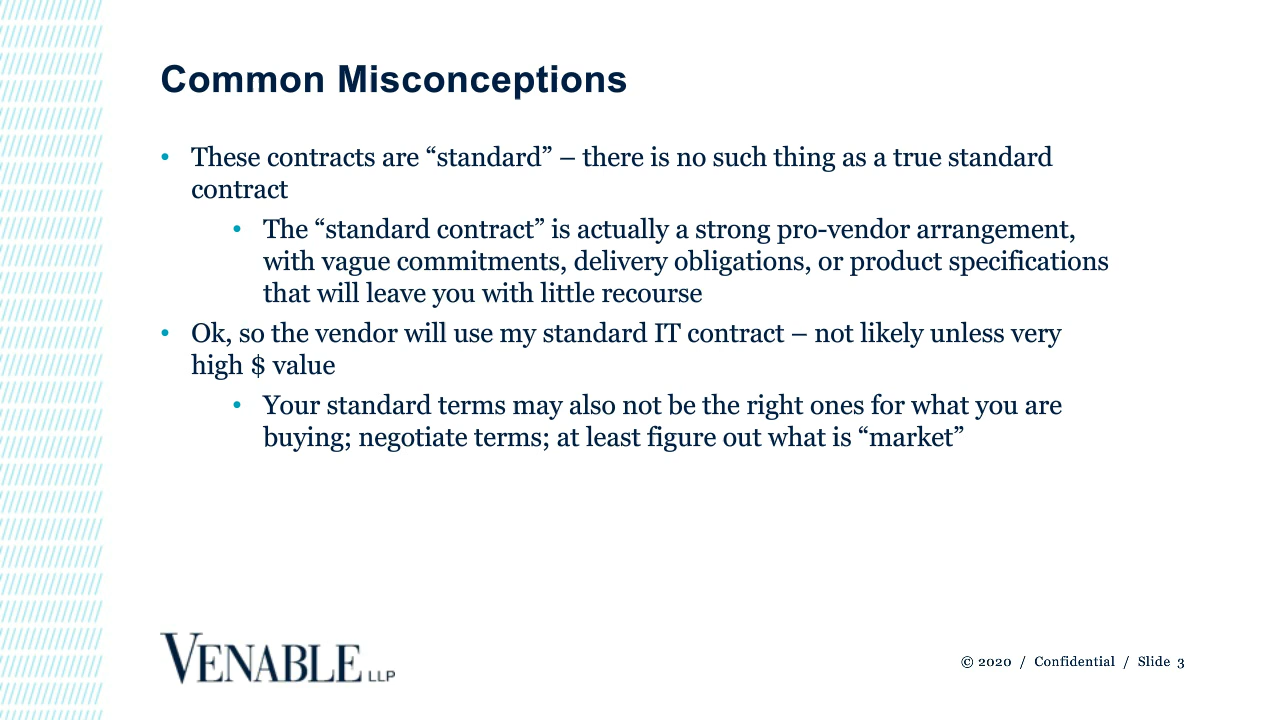 Common Misconceptions
• These contracts are “standard” – there is no such thing as a true standard
contract
• The “standard contract” is actually a strong pro-vendor arrangement,
with vague commitments, delivery obligations, or product specifications
that will leave you with little recourse
• Ok, so the vendor will use my standard IT contract – not likely unless very
high $ value
• Your standard terms may also not be the right ones for what you are
buying; negotiate terms; at least figure out what is “market”
VENABLE LLP
© 2020 / Confidential / Slide 3